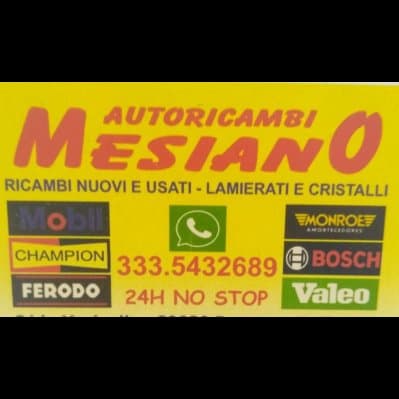 AUTORICAMBI
MESIANO
RICAMBI NUOVI E USATI - LAMIERATI E CRISTALLI
Mobil
MONROE
AMORTECEDORES
CHAMPION
333.5432689
BOSCH
FERODO
24H NO STOP
Valeo